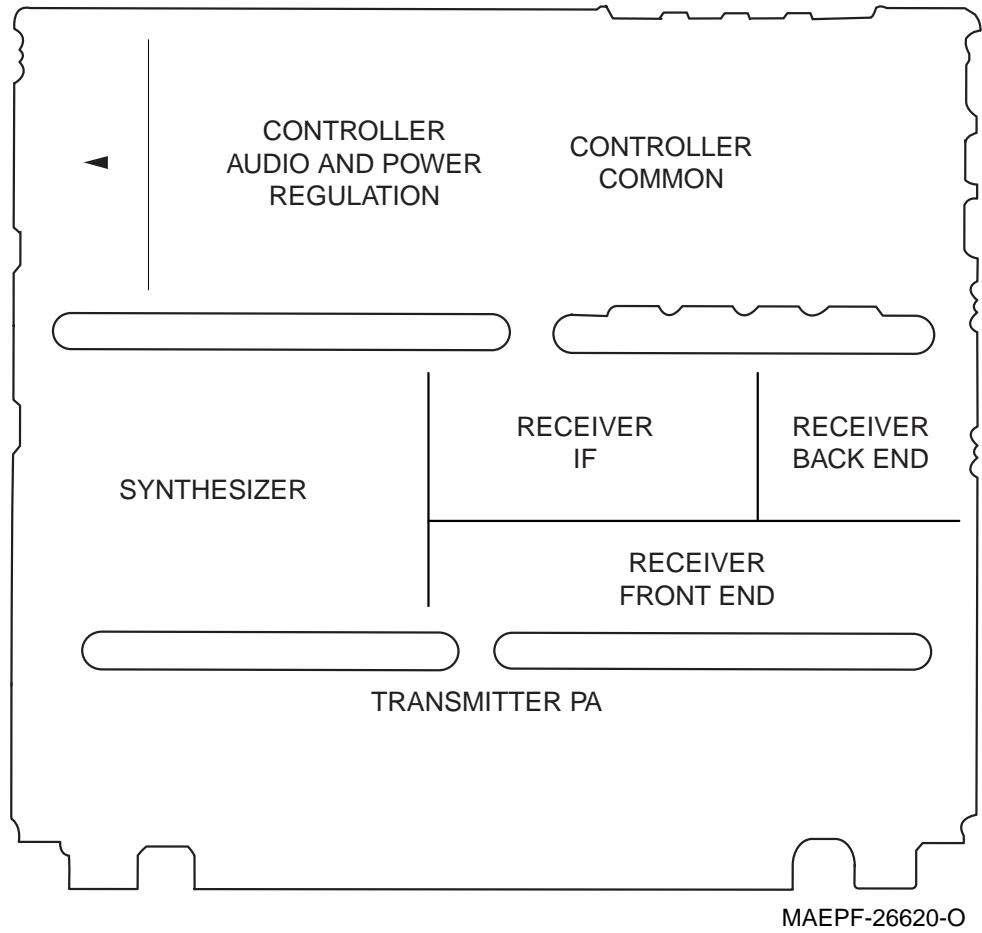 CONTROLLER
AUDIO AND POWER
REGULATION
CONTROLLER
COMMON
RECEIVER
IF
RECEIVER
BACK END
SYNTHESIZER
RECEIVER
FRONT END
TRANSMITTER PA
MAEPF-26620-O